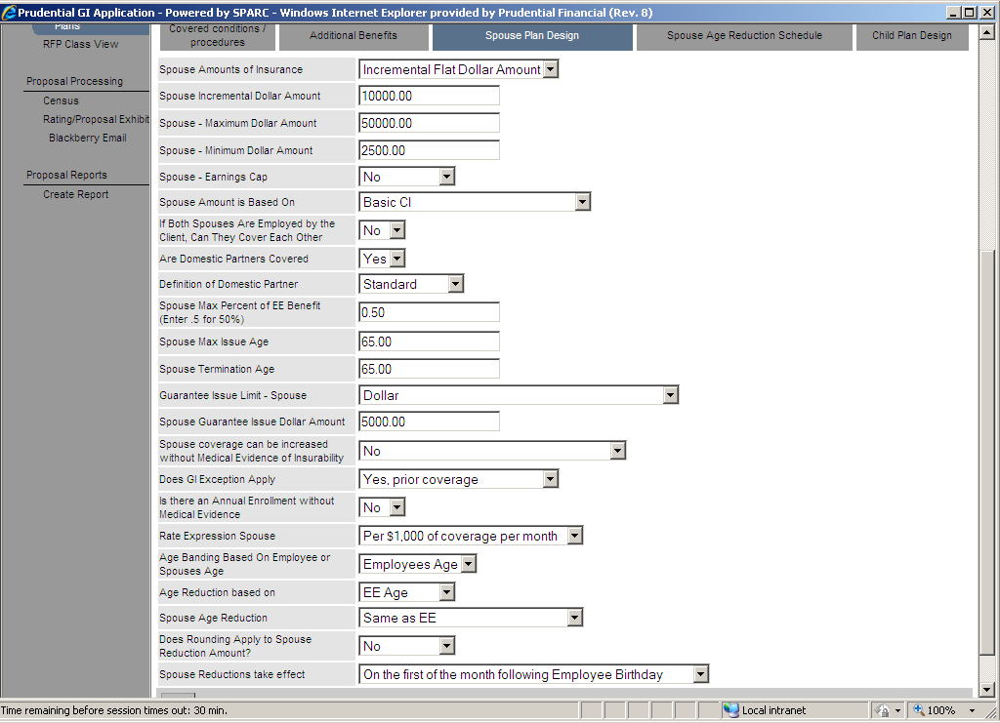 Prudential GI Application - Powered by SPARC - Windows Internet Explorer provided by Prudential Financial (Rev. 8)
Plans
RFP Class View
Proposal Processing
Census
Rating/Proposal Exhibit
Blackberry Email
Proposal Reports
Create Report
Covered conditions /
procedures
Additional Benefits
Spouse Plan Design
Spouse Age Reduction Schedule
Child Plan Design
Spouse Amounts of Insurance
Incremental Flat Dollar Amount
Spouse Incremental Dollar Amount
10000.00
Spouse - Maximum Dollar Amount
50000.00
Spouse - Minimum Dollar Amount
2500.00
Spouse - Earnings Cap
No
Spouse Amount is Based On
Basic CI
If Both Spouses Are Employed by the
Client, Can They Cover Each Other
No
Are Domestic Partners Covered
Yes
Definition of Domestic Partner
Standard
Spouse Max Percent of EE Benefit
(Enter .5 for 50%)
0.50
Spouse Max Issue Age
65.00
Spouse Termination Age
65.00
Guarantee Issue Limit - Spouse
Dollar
Spouse Guarantee Issue Dollar Amount
5000.00
Spouse coverage can be increased
without Medical Evidence of Insurability
No
Does GI Exception Apply
Yes, prior coverage
Is there an Annual Enrollment without
Medical Evidence
No
Rate Expression Spouse
Per $1,000 of coverage per month
Age Banding Based On Employee or
Spouses Age
Employees Age
Age Reduction based on
EE Age
Spouse Age Reduction
Same as EE
Does Rounding Apply to Spouse
Reduction Amount?
No
Spouse Reductions take effect
On the first of the month following Employee Birthday
Time remaining before session times out: 30 min.
Local intranet
100%